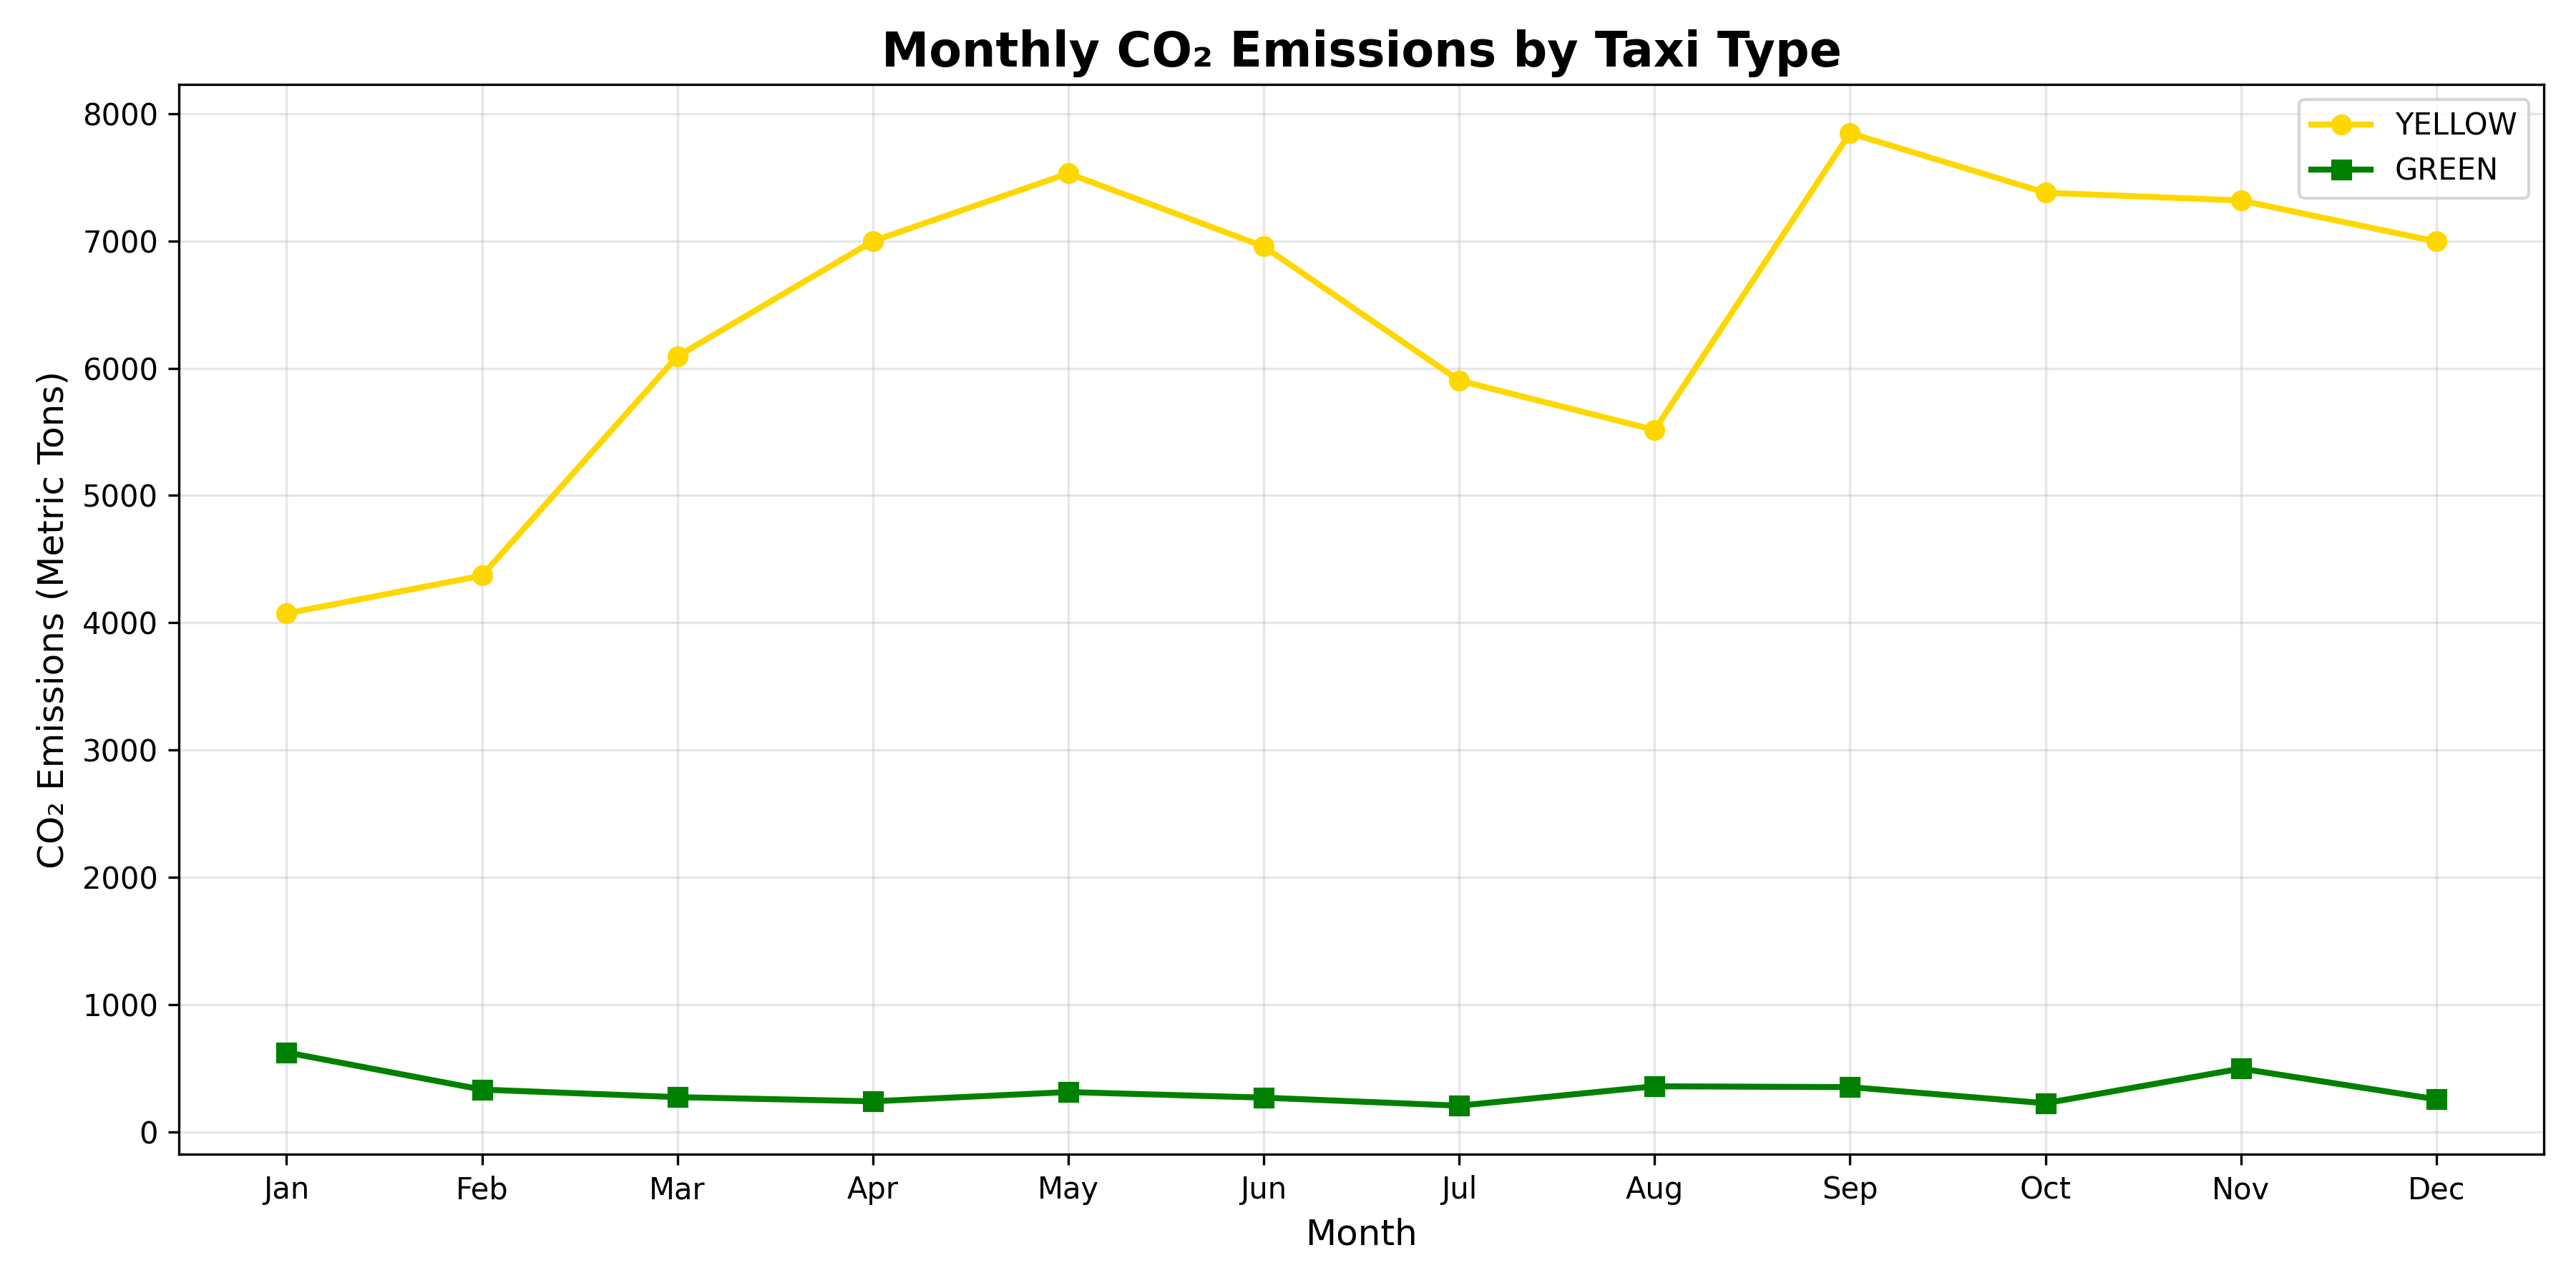 Monthly CO₂ Emissions by Taxi Type
YELLOW
GREEN
CO₂ Emissions (Metric Tons)
8000
7000
6000
5000
4000
3000
2000
1000
0
Jan Feb Mar Apr May Jun Jul Aug Sep Oct Nov Dec
Month